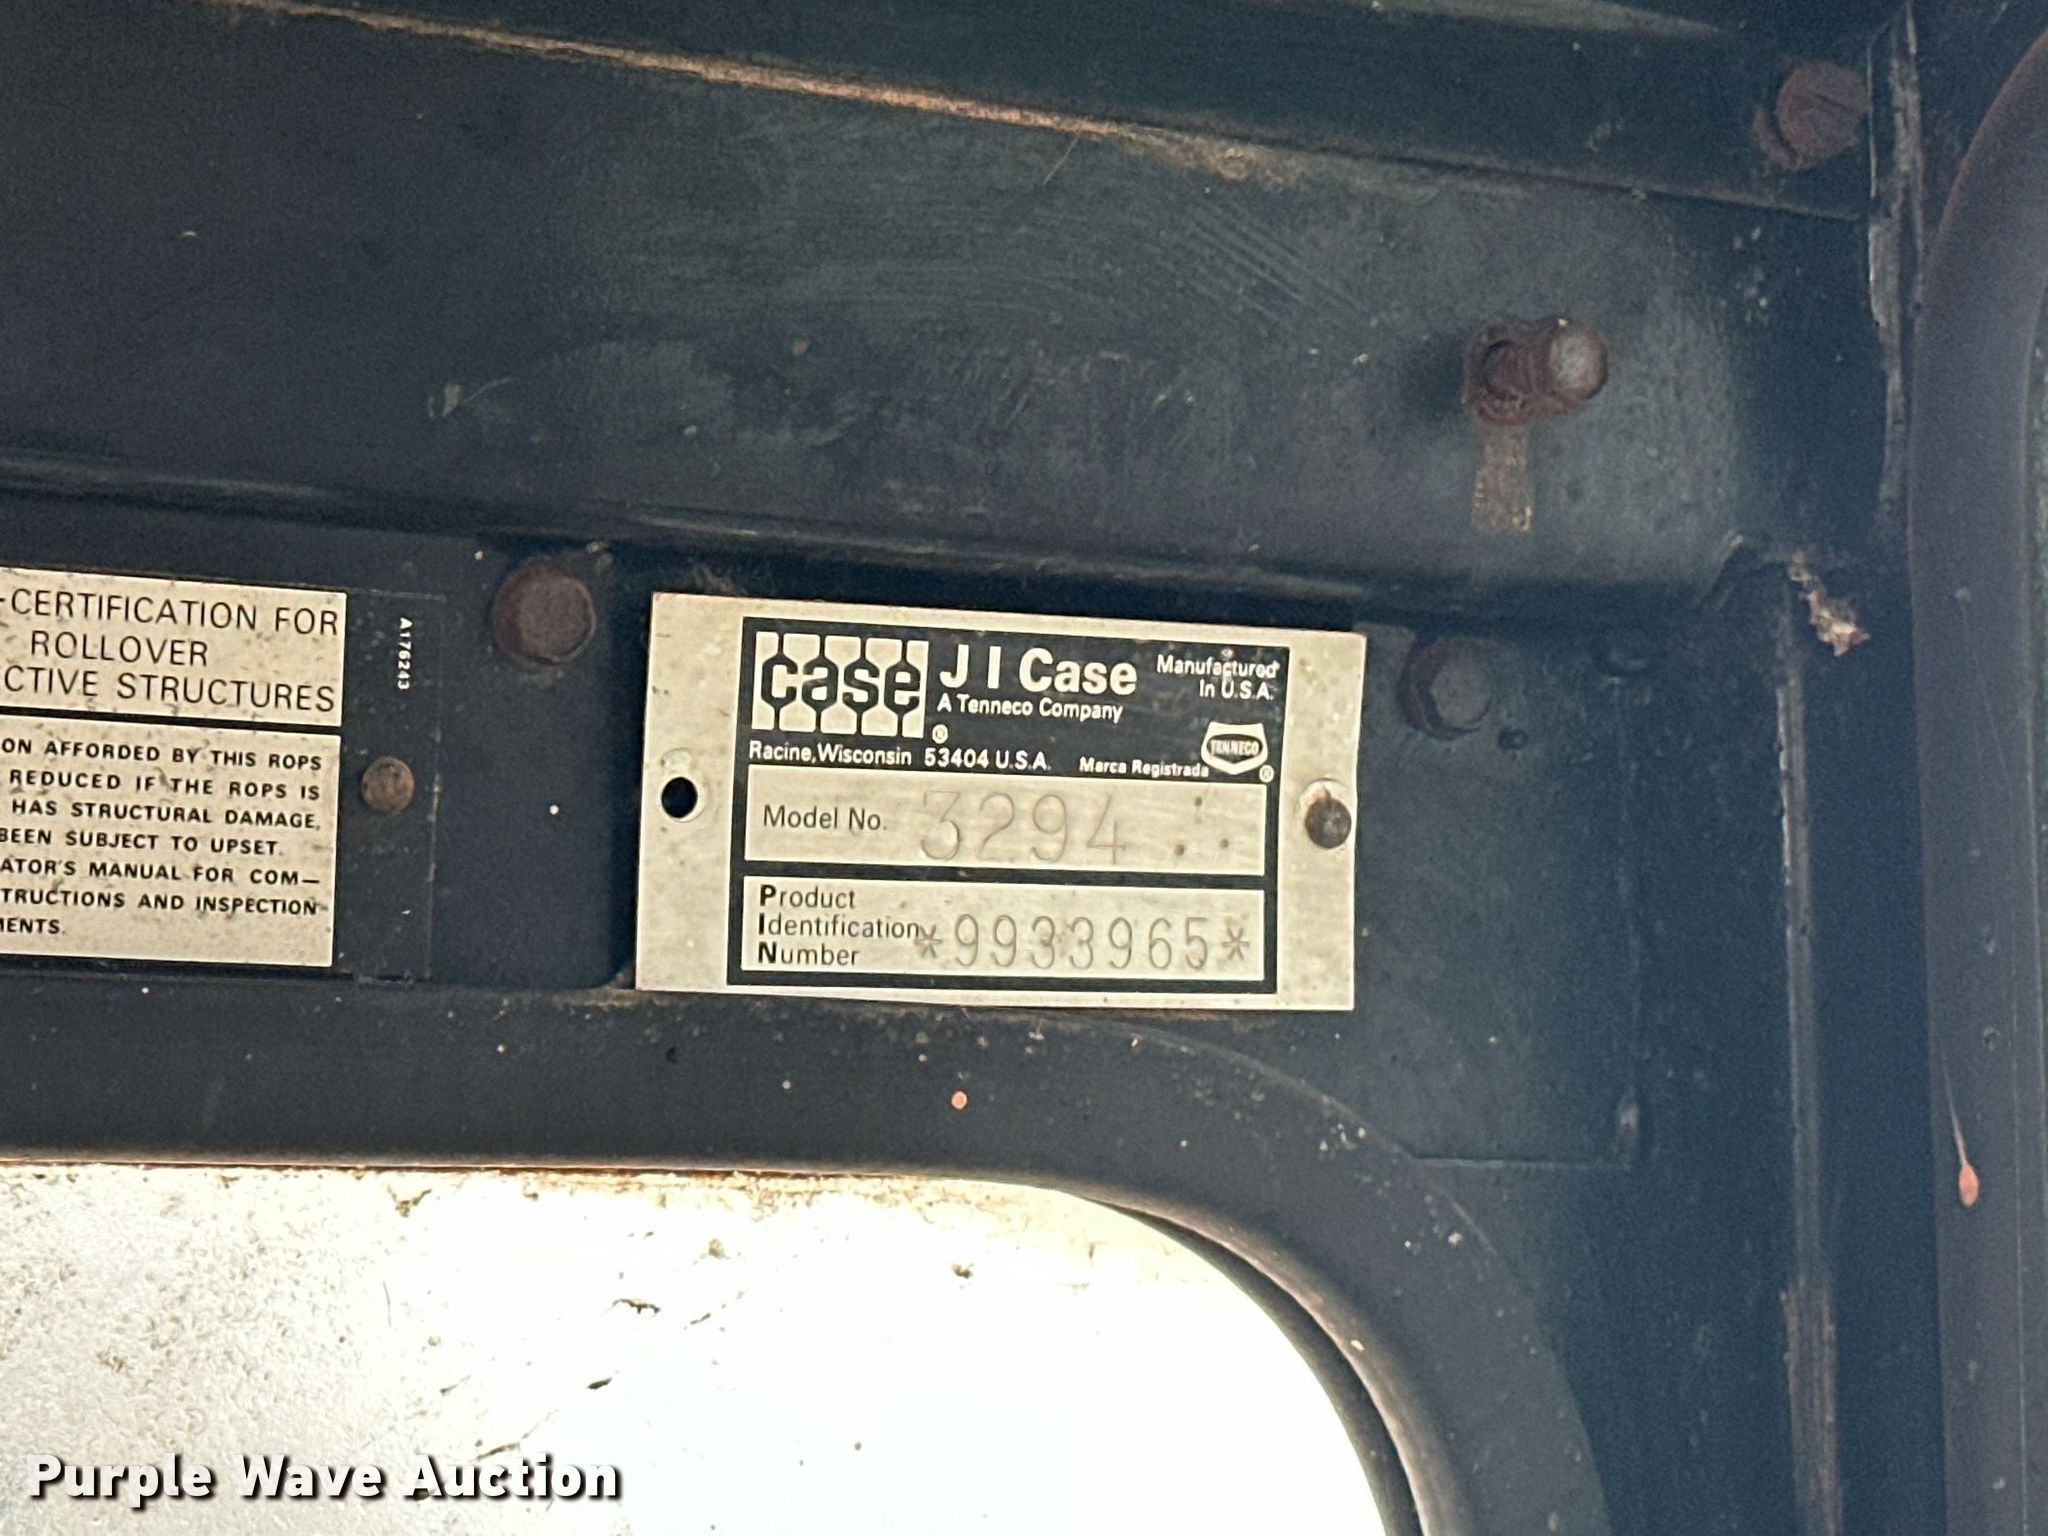 -CERTIFICATION FOR
ROLLOVER
CTIVE STRUCTURES
ON AFFORDED BY THIS ROPS
REDUCED IF THE ROPS IS
HAS STRUCTURAL DAMAGE,
BEEN SUBJECT TO UPSET.
ATOR'S MANUAL FOR COM—
TRUCTIONS AND INSPECTION
MENTS.
A176243
case
®
J I Case
A Tenneco Company
Manufactured
In U.S.A.
TENNECO
®
Racine, Wisconsin 53404 U.S.A. Marca Registrada
Model No. 3294
Product
Identification
Number
*9933965*
Purple Wave Auction